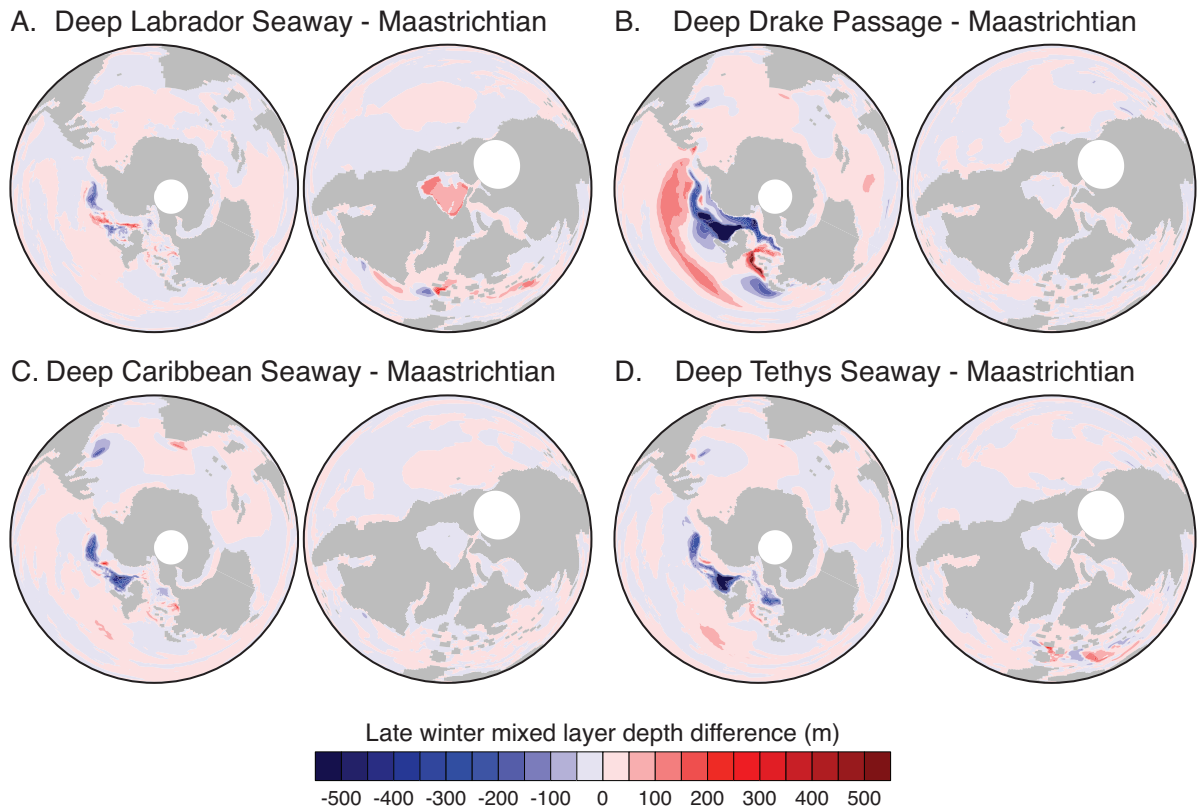 A. Deep Labrador Seaway - Maastrichtian
B. Deep Drake Passage - Maastrichtian
C. Deep Caribbean Seaway - Maastrichtian
D. Deep Tethys Seaway - Maastrichtian
Late winter mixed layer depth difference (m)
-500 -400 -300 -200 -100 0 100 200 300 400 500